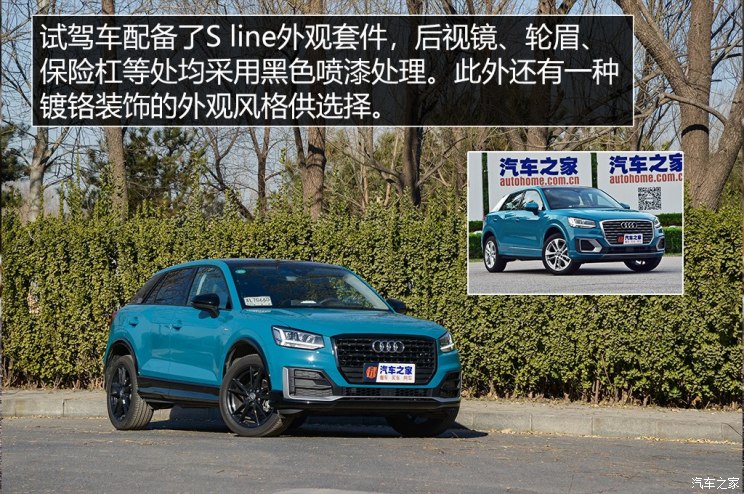 试驾车配备了S line外观套件，后视镜、轮眉、
保险杠等处均采用黑色喷漆处理。此外还有一种
镀铬装饰的外观风格供选择。
汽车之家
autohome.com.cn
汽车之家
autohome.com.cn
汽车之家
汽车之家
汽车之家